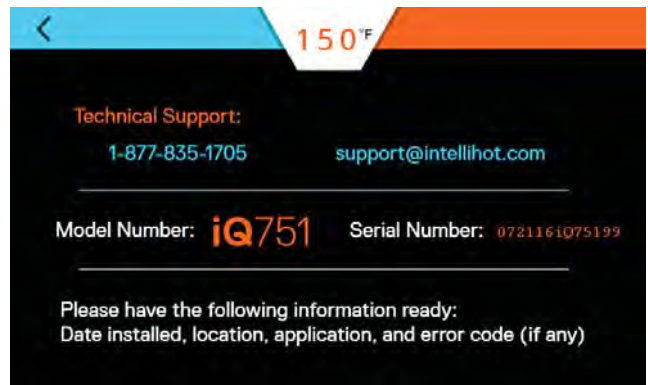 150°F
Technical Support:
1-877-835-1705 support@intellihot.com
Model Number: iQ751 Serial Number: 072116iQ75199
Please have the following information ready:
Date installed, location, application, and error code (if any)